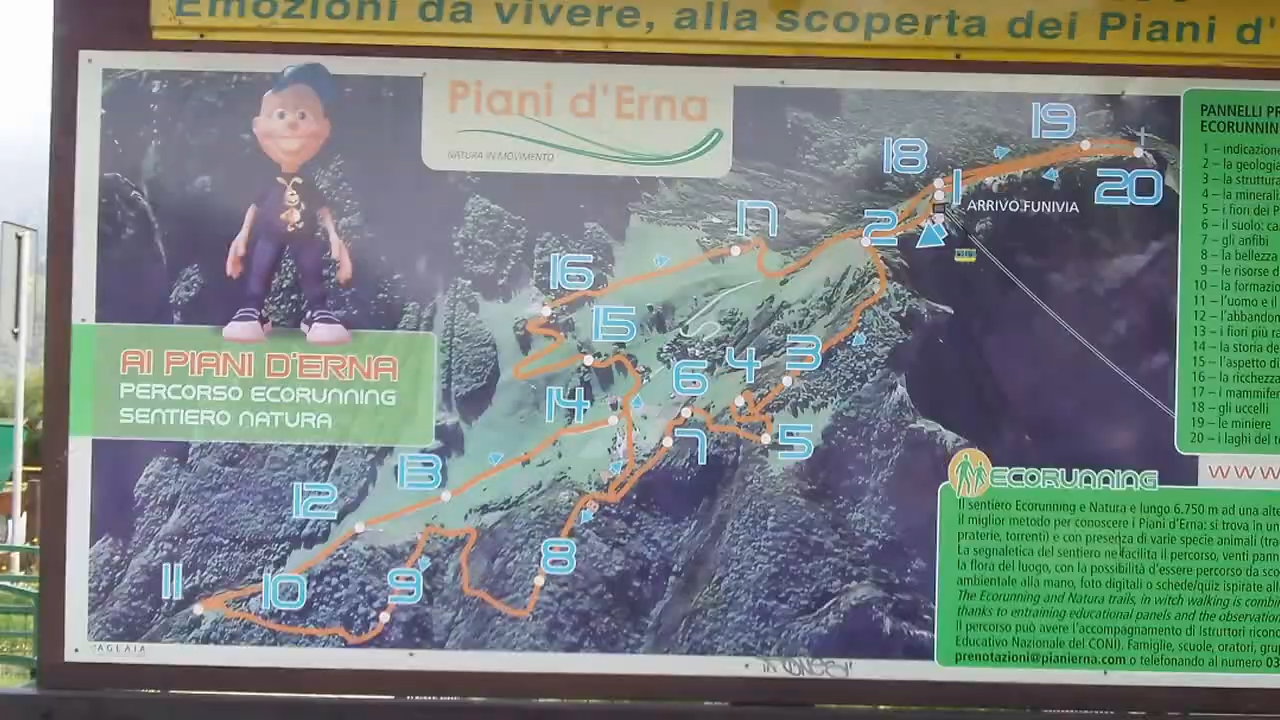 Emozioni da vivere, alla scoperta dei Piani d'
Piani d'Erna
NATURA IN MOVIMENTO
AI PIANI D'ERNA
PERCORSO ECORUNNING
SENTIERO NATURA
19
18
20
1
ARRIVO FUNIVIA
2
17
16
15
3
4
6
14
5
7
13
12
8
11
10
9
AGLAIA
PANNELLI PR
ECORUNNIN
1 – indicazione
2 – la geologia
3 – la struttura
4 – la minerali
5 – i fiori dei P
6 – il suolo: ca
7 – gli anfibi
8 – la bellezza
9 – le risorse d
10 – la formazio
11 – l'uomo e il
12 – l'abbandon
13 – i fiori più r
14 – la storia de
15 – l'aspetto di
16 – la ricchezza
17 – i mammifer
18 – gli uccelli
19 – le miniere
20 – i laghi del
www
ECORUNNING
Il sentiero Ecorunning e Natura è lungo 6.750 m ad una alte
il miglior metodo per conoscere i Piani d'Erna: si trova in un
praterie, torrenti) e con presenza di varie specie animali (tra
La segnaletica del sentiero ne facilita il percorso, venti pann
la flora del luogo, con la possibilità d'essere percorso da sco
ambientale alla mano, foto digitali o schede/quiz ispirate all
The Ecorunning and Natura trails, in witch walking is combin
thanks to entraining educational panels and the observation
Il percorso può avere l'accompagnamento di Istruttori ricono
Educativo Nazionale del CONI). Famiglie, scuole, oratori, grup
prenotazioni@pianierna.com o telefonando al numero 03